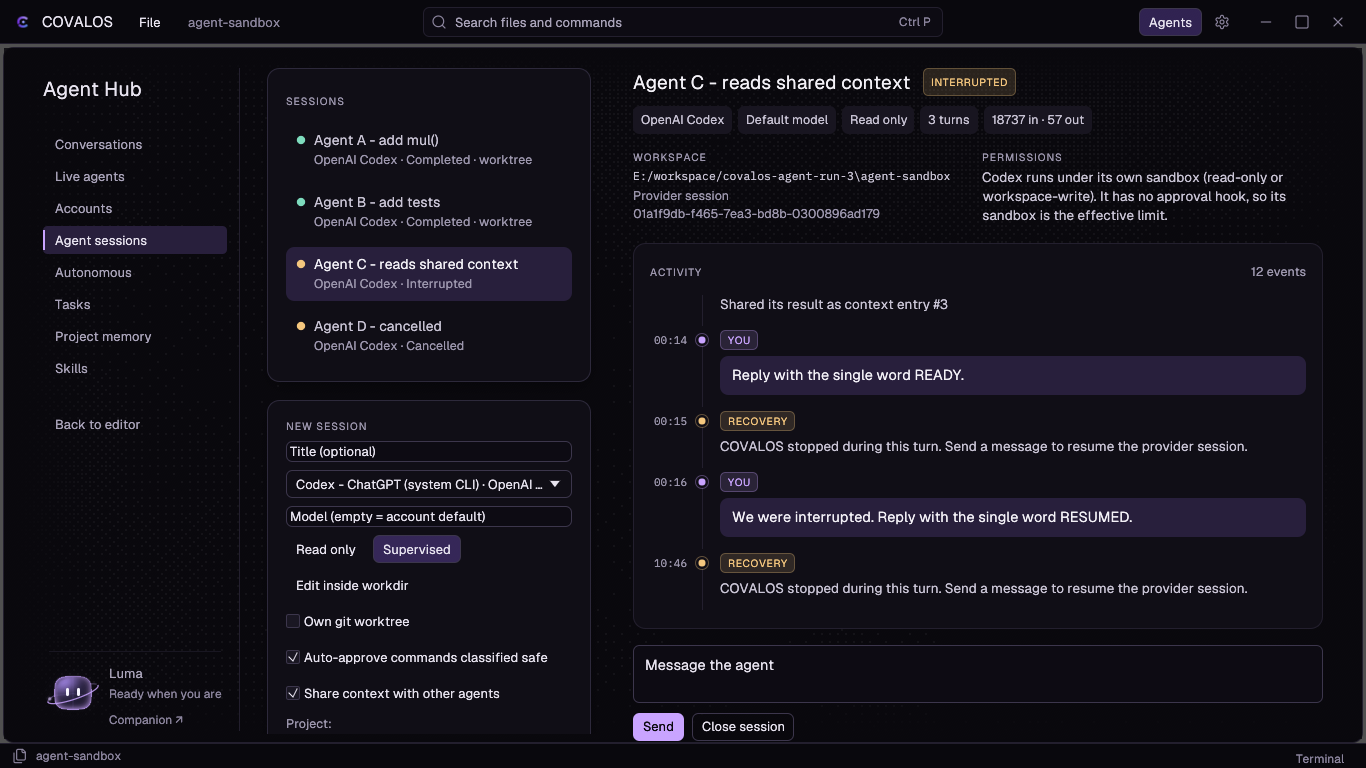 COVALOS
File
agent-sandbox
Search files and commands
Ctrl P
Agents
Agent Hub
Conversations
Live agents
Accounts
Agent sessions
Autonomous
Tasks
Project memory
Skills
Back to editor
Luma
Ready when you are
Companion ↗
SESSIONS
Agent A - add mul()
OpenAI Codex · Completed · worktree
Agent B - add tests
OpenAI Codex · Completed · worktree
Agent C - reads shared context
OpenAI Codex · Interrupted
Agent D - cancelled
OpenAI Codex · Cancelled
NEW SESSION
Title (optional)
Codex - ChatGPT (system CLI) · OpenAI ...
Model (empty = account default)
Read only
Supervised
Edit inside workdir
Own git worktree
Auto-approve commands classified safe
Share context with other agents
Project:
Agent C - reads shared context
INTERRUPTED
OpenAI Codex
Default model
Read only
3 turns
18737 in · 57 out
WORKSPACE
E:/workspace/covalos-agent-run-3\agent-sandbox
Provider session
01a1f9db-f465-7ea3-bd8b-0300896ad179
PERMISSIONS
Codex runs under its own sandbox (read-only or
workspace-write). It has no approval hook, so its
sandbox is the effective limit.
ACTIVITY
12 events
Shared its result as context entry #3
00:14
YOU
Reply with the single word READY.
00:15
RECOVERY
COVALOS stopped during this turn. Send a message to resume the provider session.
00:16
YOU
We were interrupted. Reply with the single word RESUMED.
10:46
RECOVERY
COVALOS stopped during this turn. Send a message to resume the provider session.
Message the agent
Send
Close session
agent-sandbox
Terminal